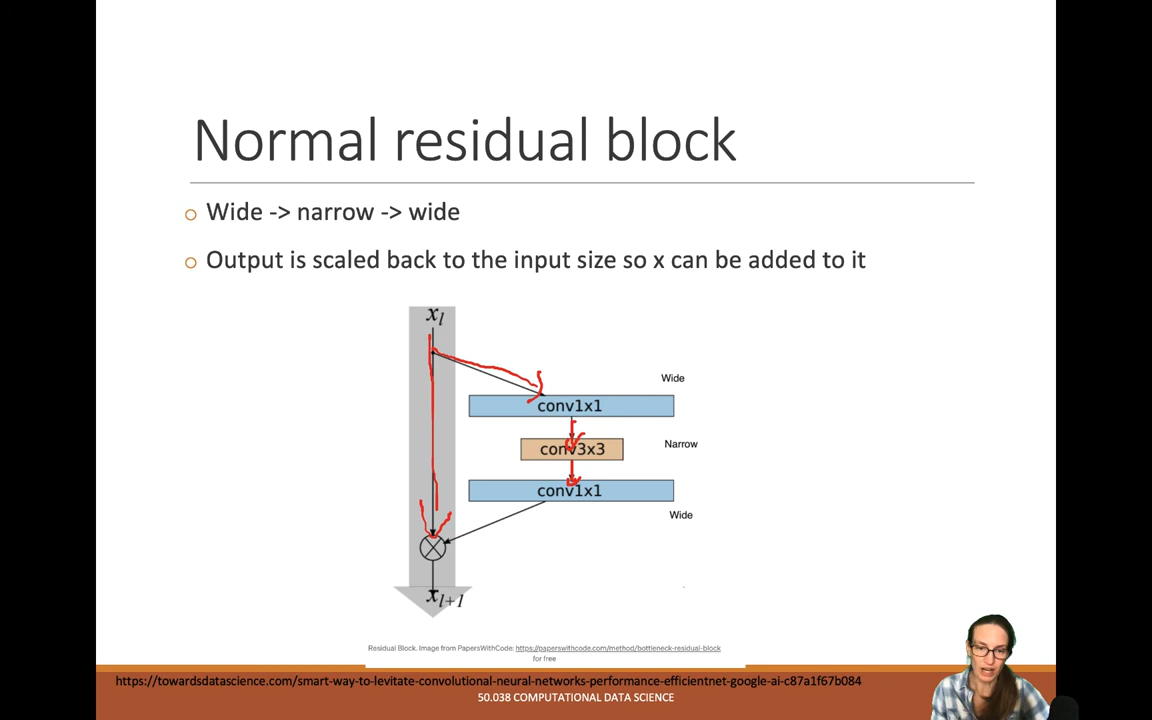 Normal residual block
Wide -> narrow -> wide
Output is scaled back to the input size so x can be added to it
xl
Wide
conv1x1
conv3x3
Narrow
conv1x1
Wide
xl+1
Residual Block. Image from PapersWithCode: https://paperswithcode.com/method/bottleneck-residual-block
for free
https://towardsdatascience.com/smart-way-to-levitate-convolutional-neural-networks-performance-efficientnet-google-ai-c87a1f67b084
50.038 COMPUTATIONAL DATA SCIENCE